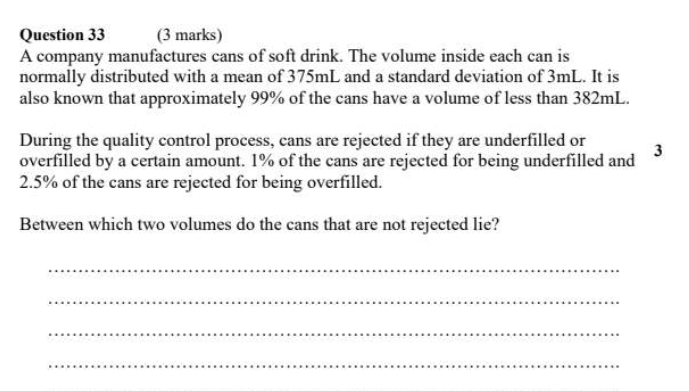 Question 33 (3 marks)
A company manufactures cans of soft drink. The volume inside each can is
normally distributed with a mean of 375mL and a standard deviation of 3mL. It is
also known that approximately 99% of the cans have a volume of less than 382mL.
During the quality control process, cans are rejected if they are underfilled or
overfilled by a certain amount. 1% of the cans are rejected for being underfilled and
3
2.5% of the cans are rejected for being overfilled.
Between which two volumes do the cans that are not rejected lie?